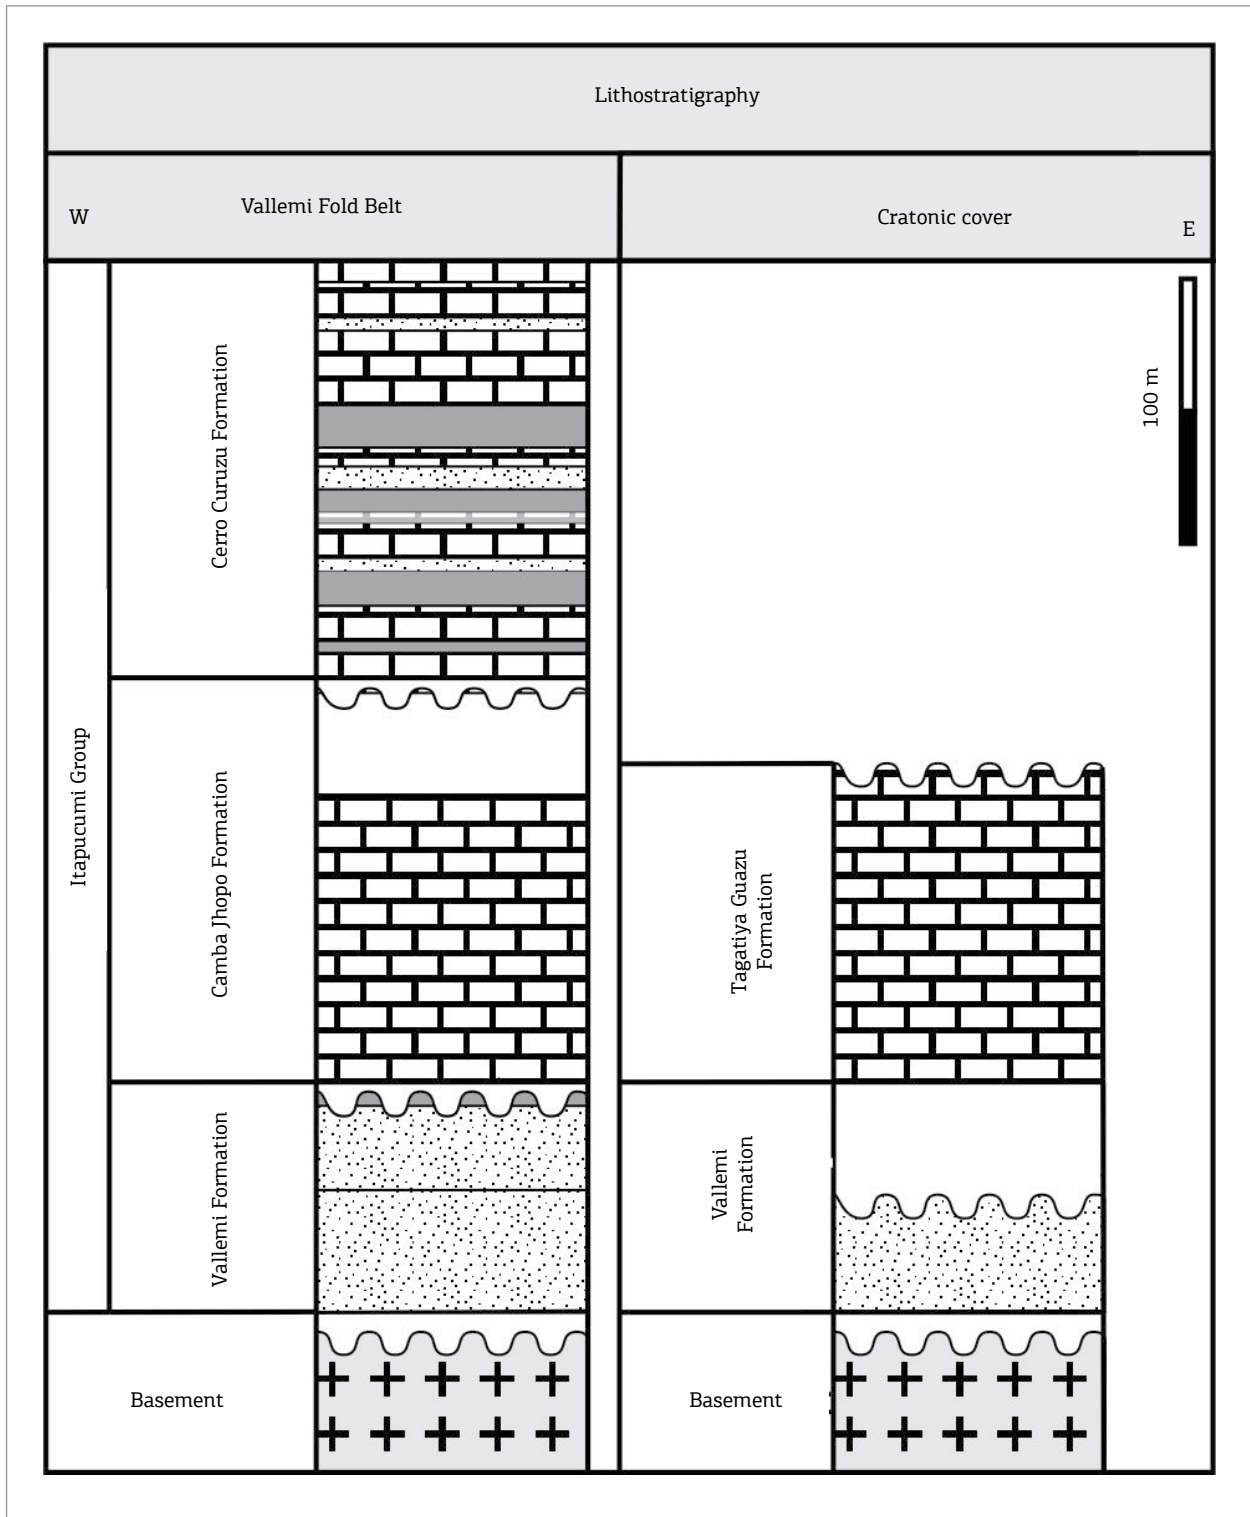 Lithostratigraphy
W
Vallemi Fold Belt
Cratonic cover
E
Itapucumi Group
Cerro Curuzu Formation
Camba Jhopo Formation
Vallemi Formation
Basement
100 m
Tagatiya Guazu
Formation
Vallemi
Formation
Basement